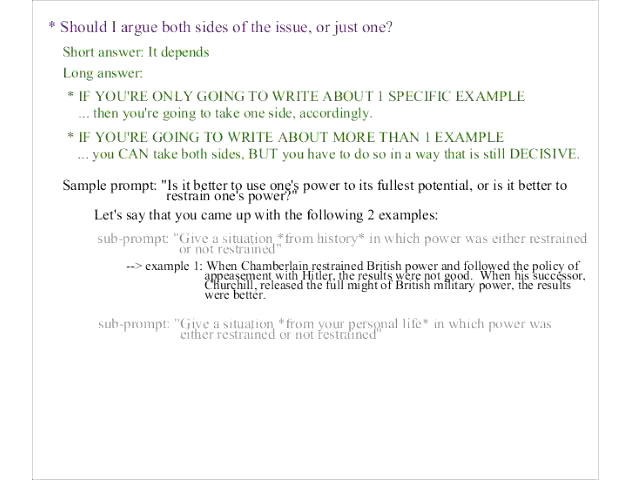 * Should I argue both sides of the issue, or just one?
Short answer: It depends
Long answer:
* IF YOU'RE ONLY GOING TO WRITE ABOUT 1 SPECIFIC EXAMPLE
... then you're going to take one side, accordingly.
* IF YOU'RE GOING TO WRITE ABOUT MORE THAN 1 EXAMPLE
... you CAN take both sides, BUT you have to do so in a way that is still DECISIVE.
Sample prompt: "Is it better to use one's power to its fullest potential, or is it better to
restrain one's power?"
Let's say that you came up with the following 2 examples:
sub-prompt: "Give a situation *from history* in which power was either restrained
or not restrained"
--> example 1: When Chamberlain restrained British power and followed the policy of
appeasement with Hitler, the results were not good. When his successor,
Churchill, released the full might of British military power, the results
were better.
sub-prompt: "Give a situation *from your personal life* in which power was
either restrained or not restrained"